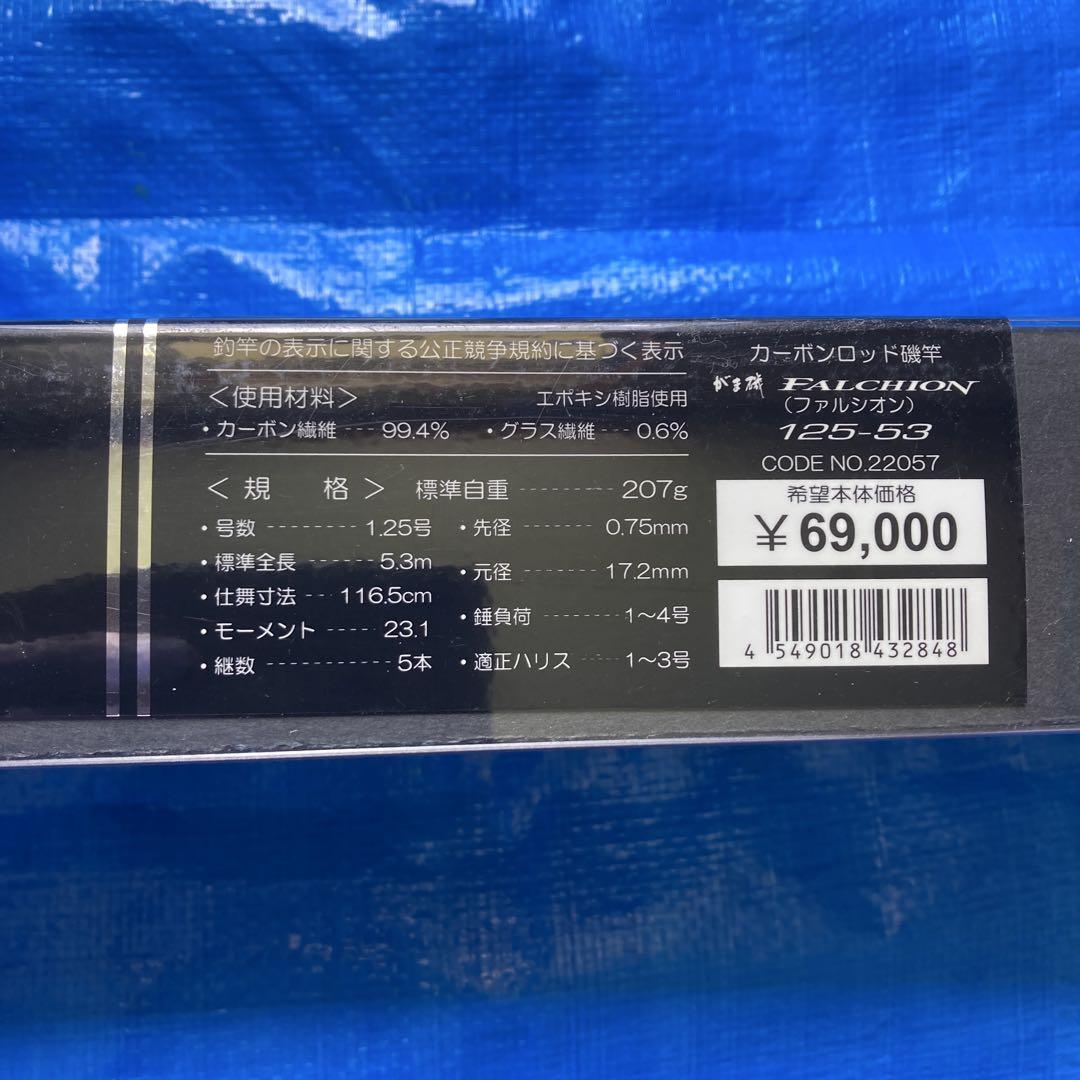 釣竿の表示に関する公正競争規約に基づく表示
＜使用材料＞ エポキシ樹脂使用
・カーボン繊維 99.4% ・グラス繊維 0.6%
＜規　格＞ 標準自重 207g
・号数 1.25号
・標準全長 5.3m
・仕舞寸法 116.5cm
・モーメント 23.1
・継数 5本
・先径 0.75mm
・元径 17.2mm
・錘負荷 1〜4号
・適正ハリス 1〜3号
カーボンロッド磯竿
がま磯 FALCHION
（ファルシオン）
125-53
CODE NO.22057
希望本体価格
￥69,000
4 549018 432848